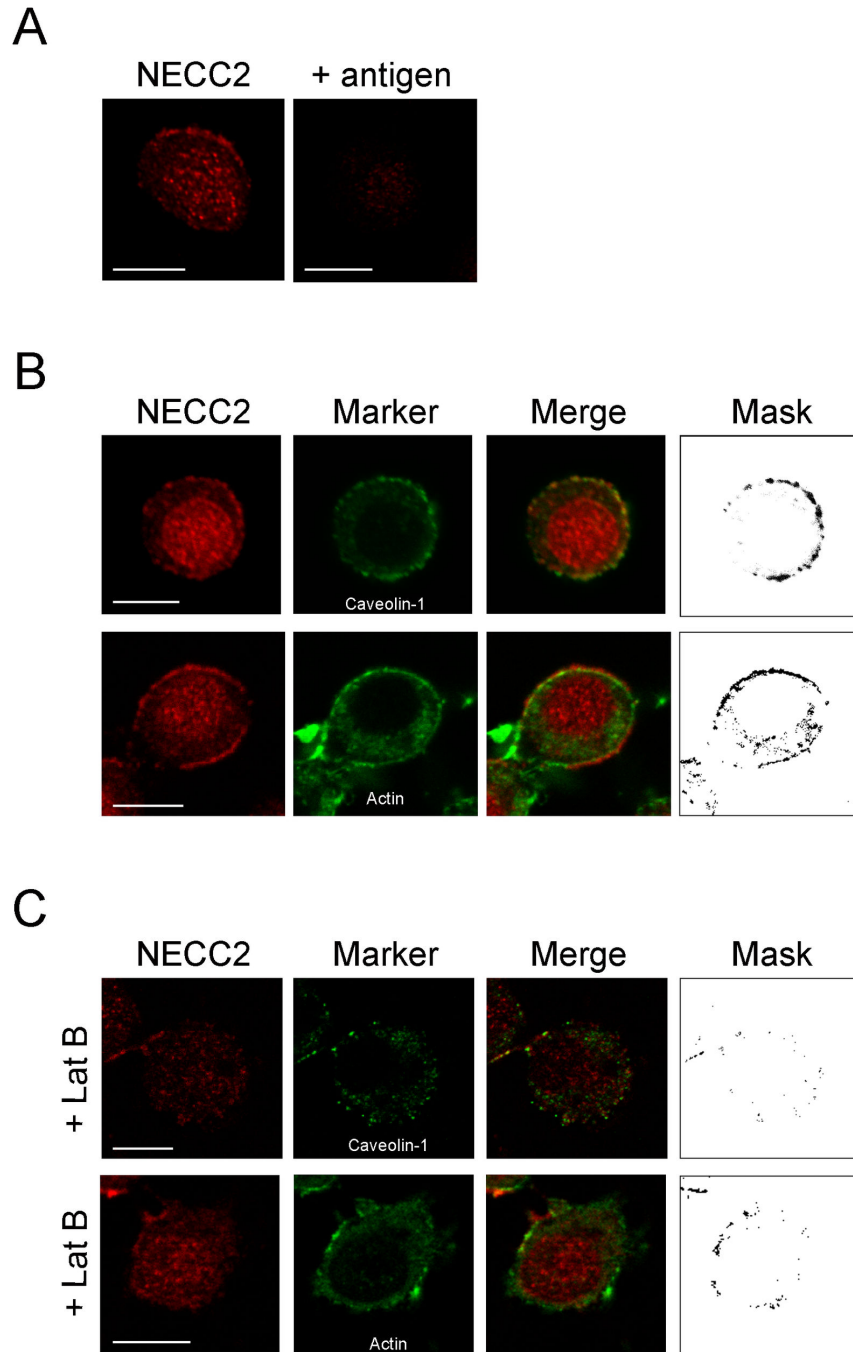 A
NECC2 + antigen
B
NECC2 Marker Merge Mask
Caveolin-1
Actin
C
NECC2 Marker Merge Mask
+ Lat B
Caveolin-1
+ Lat B
Actin